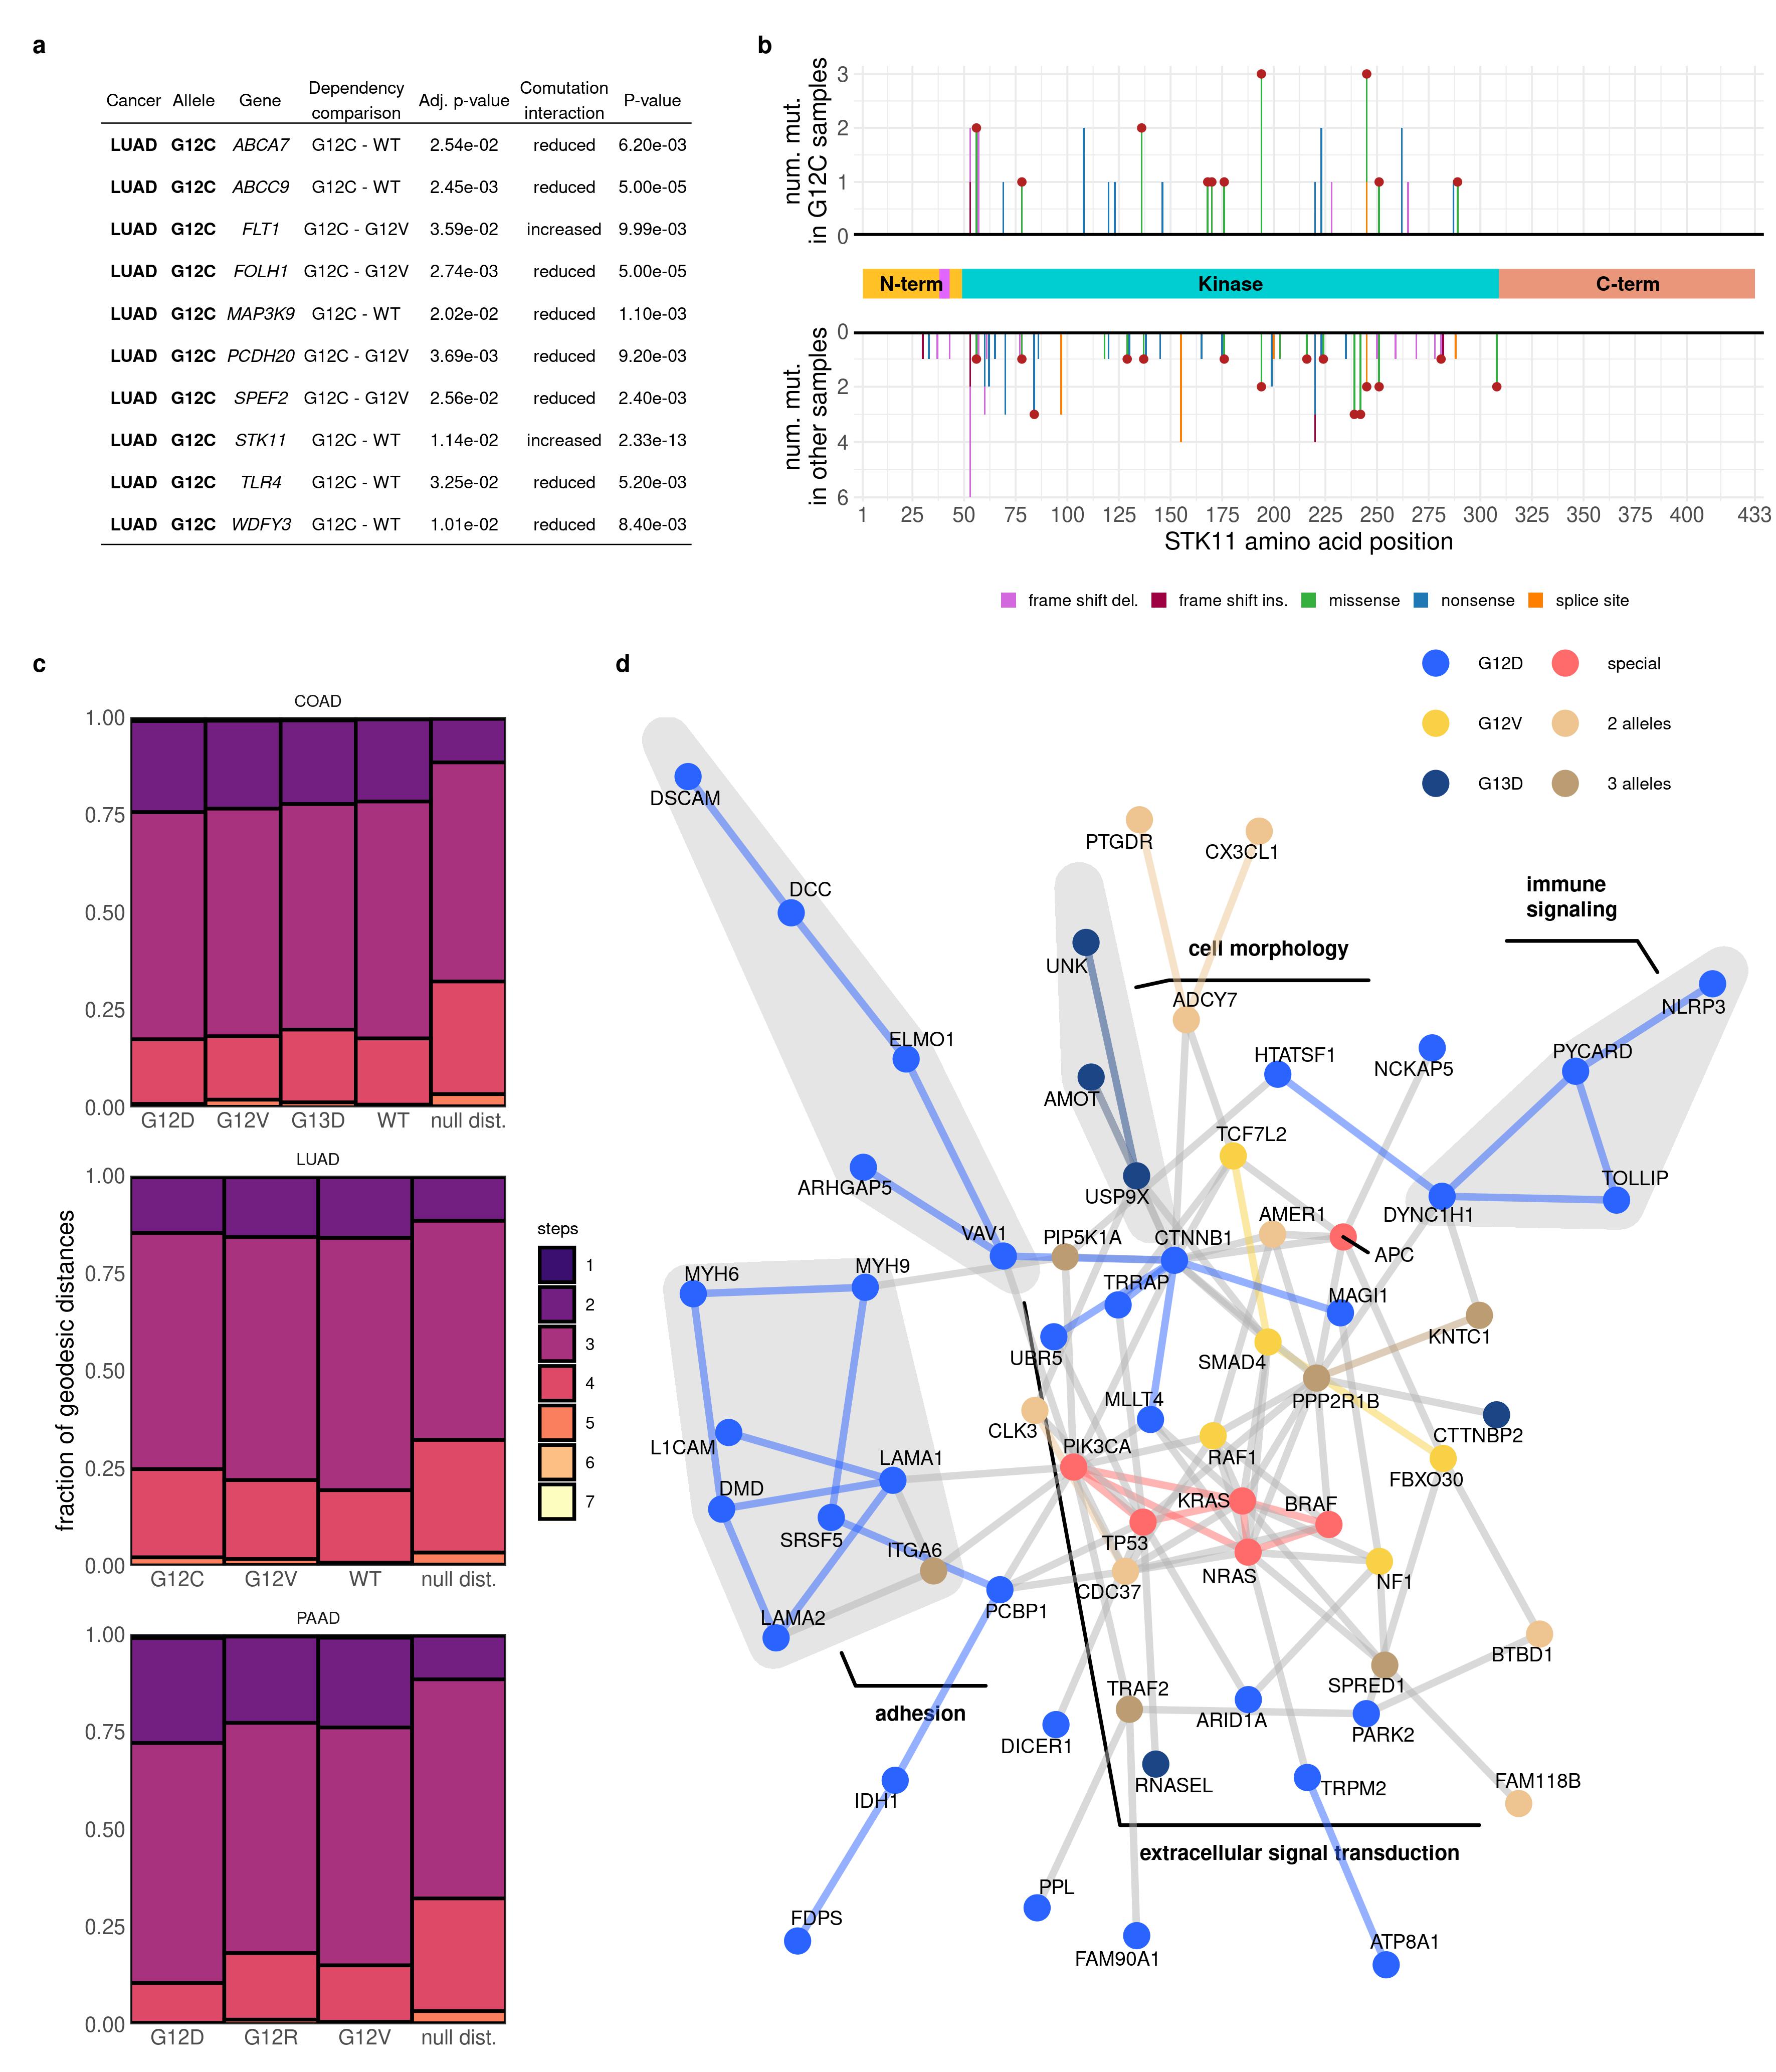 a
Cancer Allele Gene Dependency comparison Adj. p-value Comutation interaction P-value
LUAD G12C ABCA7 G12C - WT 2.54e-02 reduced 6.20e-03
LUAD G12C ABCC9 G12C - WT 2.45e-03 reduced 5.00e-05
LUAD G12C FLT1 G12C - G12V 3.59e-02 increased 9.99e-03
LUAD G12C FOLH1 G12C - G12V 2.74e-03 reduced 5.00e-05
LUAD G12C MAP3K9 G12C - WT 2.02e-02 reduced 1.10e-03
LUAD G12C PCDH20 G12C - G12V 3.69e-03 reduced 9.20e-03
LUAD G12C SPEF2 G12C - G12V 2.56e-02 reduced 2.40e-03
LUAD G12C STK11 G12C - WT 1.14e-02 increased 2.33e-13
LUAD G12C TLR4 G12C - WT 3.25e-02 reduced 5.20e-03
LUAD G12C WDFY3 G12C - WT 1.01e-02 reduced 8.40e-03
b
num. mut.
in G12C samples
3
2
1
0
N-term Kinase C-term
num. mut.
in other samples
0
2
4
6
1 25 50 75 100 125 150 175 200 225 250 275 300 325 350 375 400 433
STK11 amino acid position
frame shift del. frame shift ins. missense nonsense splice site
c
fraction of geodesic distances
COAD
1.00
0.75
0.50
0.25
0.00
G12D G12V G13D WT null dist.
LUAD
1.00
0.75
0.50
0.25
0.00
G12C G12V WT null dist.
PAAD
1.00
0.75
0.50
0.25
0.00
G12D G12R G12V null dist.
steps
1
2
3
4
5
6
7
d
G12D special
G12V 2 alleles
G13D 3 alleles
DSCAM
PTGDR
CX3CL1
DCC
immune
signaling
cell morphology
UNK
ADCY7
NLRP3
ELMO1
HTATSF1
NCKAP5
PYCARD
AMOT
TCF7L2
ARHGAP5
USP9X
TOLLIP
AMER1
DYNC1H1
VAV1
PIP5K1A
CTNNB1
APC
MYH6
MYH9
TRRAP
MAGI1
KNTC1
UBR5
SMAD4
PPP2R1B
MLLT4
CLK3
CTTNBP2
L1CAM
LAMA1
PIK3CA
RAF1
FBXO30
DMD
KRAS
BRAF
SRSF5
TP53
ITGA6
NRAS
NF1
CDC37
LAMA2
PCBP1
BTBD1
TRAF2
SPRED1
adhesion
ARID1A
PARK2
DICER1
RNASEL
TRPM2
FAM118B
IDH1
extracellular signal transduction
PPL
FDPS
FAM90A1
ATP8A1